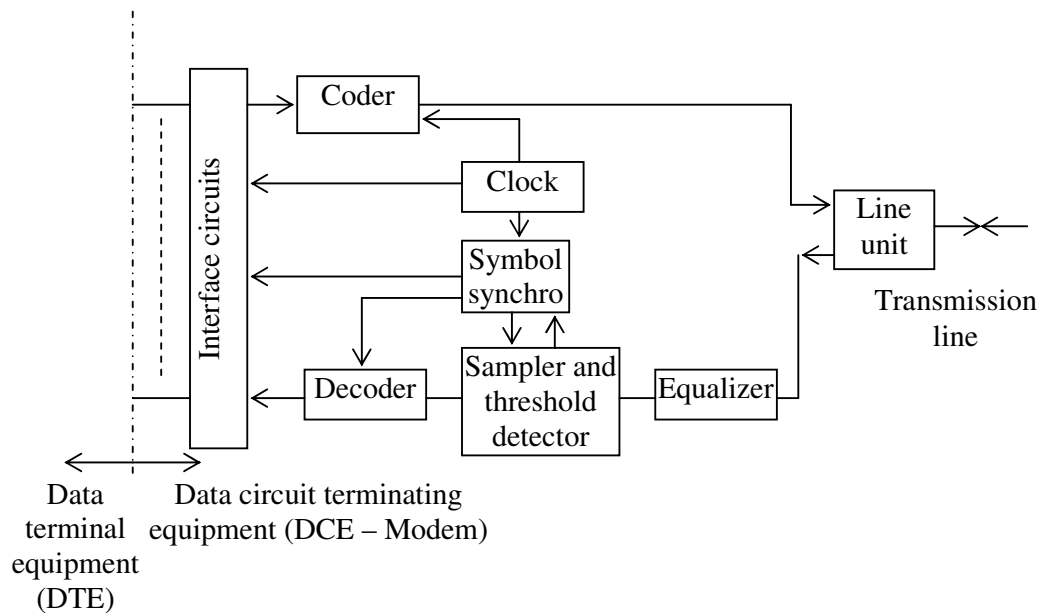 Coder
Interface circuits
Clock
Line
unit
Symbol
synchro
Transmission
line
Decoder
Sampler and
threshold
detector
Equalizer
Data
terminal
equipment
(DTE)
Data circuit terminating
equipment (DCE – Modem)